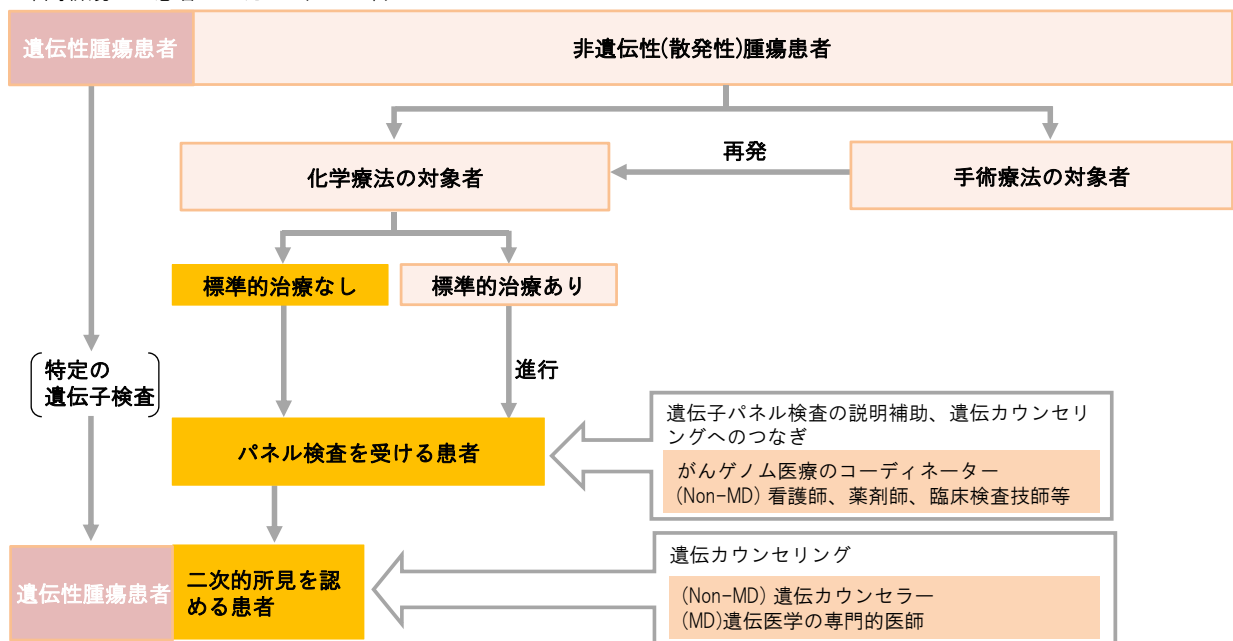 遺伝性腫瘍患者
非遺伝性(散発性)腫瘍患者
化学療法の対象者
再発
手術療法の対象者
標準的治療なし
標準的治療あり
特定の
遺伝子検査
進行
パネル検査を受ける患者
遺伝子パネル検査の説明補助、遺伝カウンセリ
ングへのつなぎ
がんゲノム医療のコーディネーター
(Non-MD) 看護師、薬剤師、臨床検査技師等
遺伝性腫瘍患者
二次的所見を認
める患者
遺伝カウンセリング
(Non-MD) 遺伝カウンセラー
(MD)遺伝医学の専門的医師